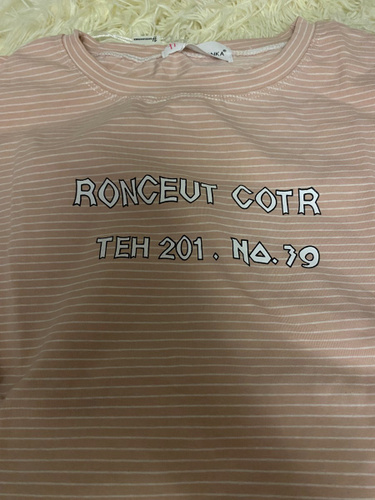 RONCEUT COTR
TEH 201. NO. 39